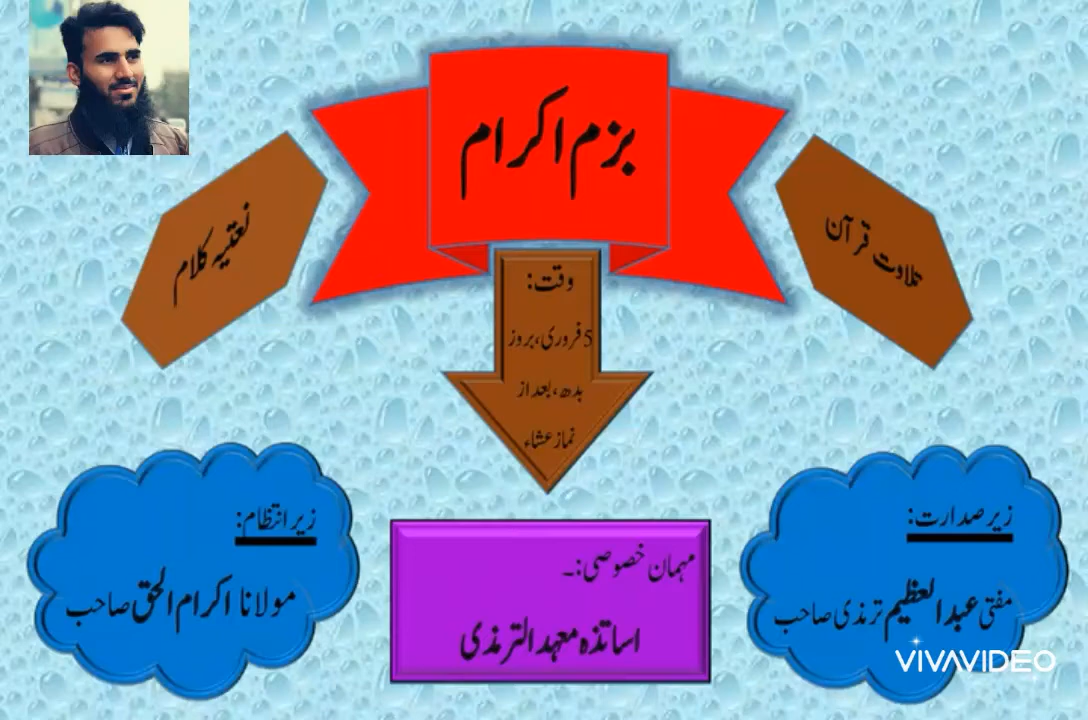 بزم اکرام
تلاوت قرآن
نعتیہ کلام
وقت:
5 فروری، بروز
بدھ، بعد از
نماز عشاء
زیر صدارت:
مفتی عبدالعظیم ترمذی صاحب
مہمان خصوصی:۔
اساتذہ معہد الترمذی
زیر انتظام:
مولانا اکرام الحق صاحب
VIVAVIDEO